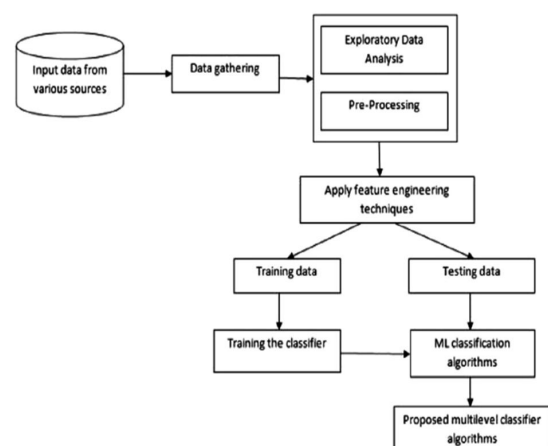 Input data from
various sources
Data gathering
Exploratory Data
Analysis
Pre-Processing
Apply feature engineering
techniques
Training data
Testing data
Training the classifier
ML classification
algorithms
Proposed multilevel classifier
algorithms